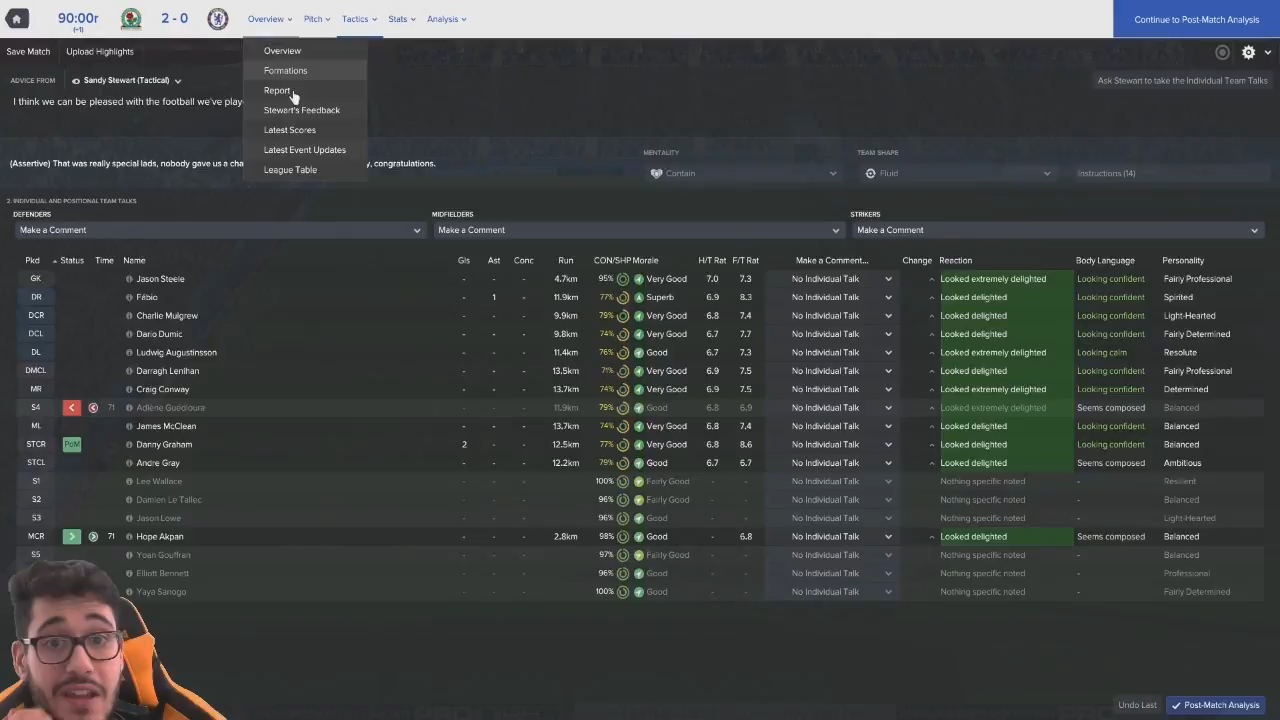 90:00r
(-1)
2 - 0
Overview
Pitch
Tactics
Stats
Analysis
Continue to Post-Match Analysis
Save Match
Upload Highlights
Overview
Formations
Report
Stewart's Feedback
Latest Scores
Latest Event Updates
League Table
ADVICE FROM
Sandy Stewart (Tactical)
Ask Stewart to take the Individual Team Talks
I think we can be pleased with the football we've play
(Assertive) That was really special lads, nobody gave us a cha
y, congratulations.
MENTALITY
Contain
TEAM SHAPE
Fluid
Instructions (14)
2. INDIVIDUAL AND POSITIONAL TEAM TALKS
DEFENDERS MIDFIELDERS STRIKERS
Make a Comment Make a Comment Make a Comment
Pkd Status Time Name Gls Ast Conc Run CON/SHP Morale H/T Rat F/T Rat Make a Comment... Change Reaction Body Language Personality
GK Jason Steele - - - 4.7km 95% Very Good 7.0 7.3 No Individual Talk Looked extremely delighted Looking confident Fairly Professional
DR Fábio - 1 - 11.9km 77% Superb 6.9 8.3 No Individual Talk Looked delighted Looking confident Spirited
DCR Charlie Mulgrew - - - 9.9km 79% Very Good 6.8 7.4 No Individual Talk Looked delighted Looking confident Light-Hearted
DCL Dario Dumic - - - 9.8km 74% Very Good 6.7 7.7 No Individual Talk Looked delighted Looking confident Fairly Determined
DL Ludwig Augustinsson - - - 11.4km 76% Good 6.7 7.3 No Individual Talk Looked extremely delighted Looking calm Resolute
DMCL Darragh Lenihan - - - 13.5km 71% Very Good 6.9 7.5 No Individual Talk Looked delighted Looking confident Fairly Professional
MR Craig Conway - - - 13.7km 74% Very Good 6.9 7.5 No Individual Talk Looked extremely delighted Looking confident Determined
S4 71 Adlène Guédioura - - - 11.9km 79% Good 6.8 6.9 No Individual Talk Looked extremely delighted Seems composed Balanced
ML James McClean - - - 13.7km 74% Very Good 6.8 7.4 No Individual Talk Looked delighted Looking confident Balanced
STCR PoM Danny Graham 2 - - 12.5km 77% Very Good 6.8 8.6 No Individual Talk Looked delighted Looking confident Balanced
STCL Andre Gray - - - 12.2km 79% Good 6.7 6.7 No Individual Talk Looked delighted Seems composed Ambitious
S1 Lee Wallace - - - 100% Fairly Good - - No Individual Talk Nothing specific noted - Resilient
S2 Damien Le Tallec - - - 96% Fairly Good - - No Individual Talk Nothing specific noted - Balanced
S3 Jason Lowe - - - 96% Good - - No Individual Talk Nothing specific noted - Light-Hearted
MCR 71 Hope Akpan - - - 2.8km 98% Good - 6.8 No Individual Talk Looked delighted Seems composed Balanced
S5 Yoan Gouffran - - - 97% Fairly Good - - No Individual Talk Nothing specific noted - Balanced
Elliott Bennett - - - 96% Good - - No Individual Talk Nothing specific noted - Professional
Yaya Sanogo - - - 100% Good - - No Individual Talk Nothing specific noted - Fairly Determined
Undo Last
Post-Match Analysis